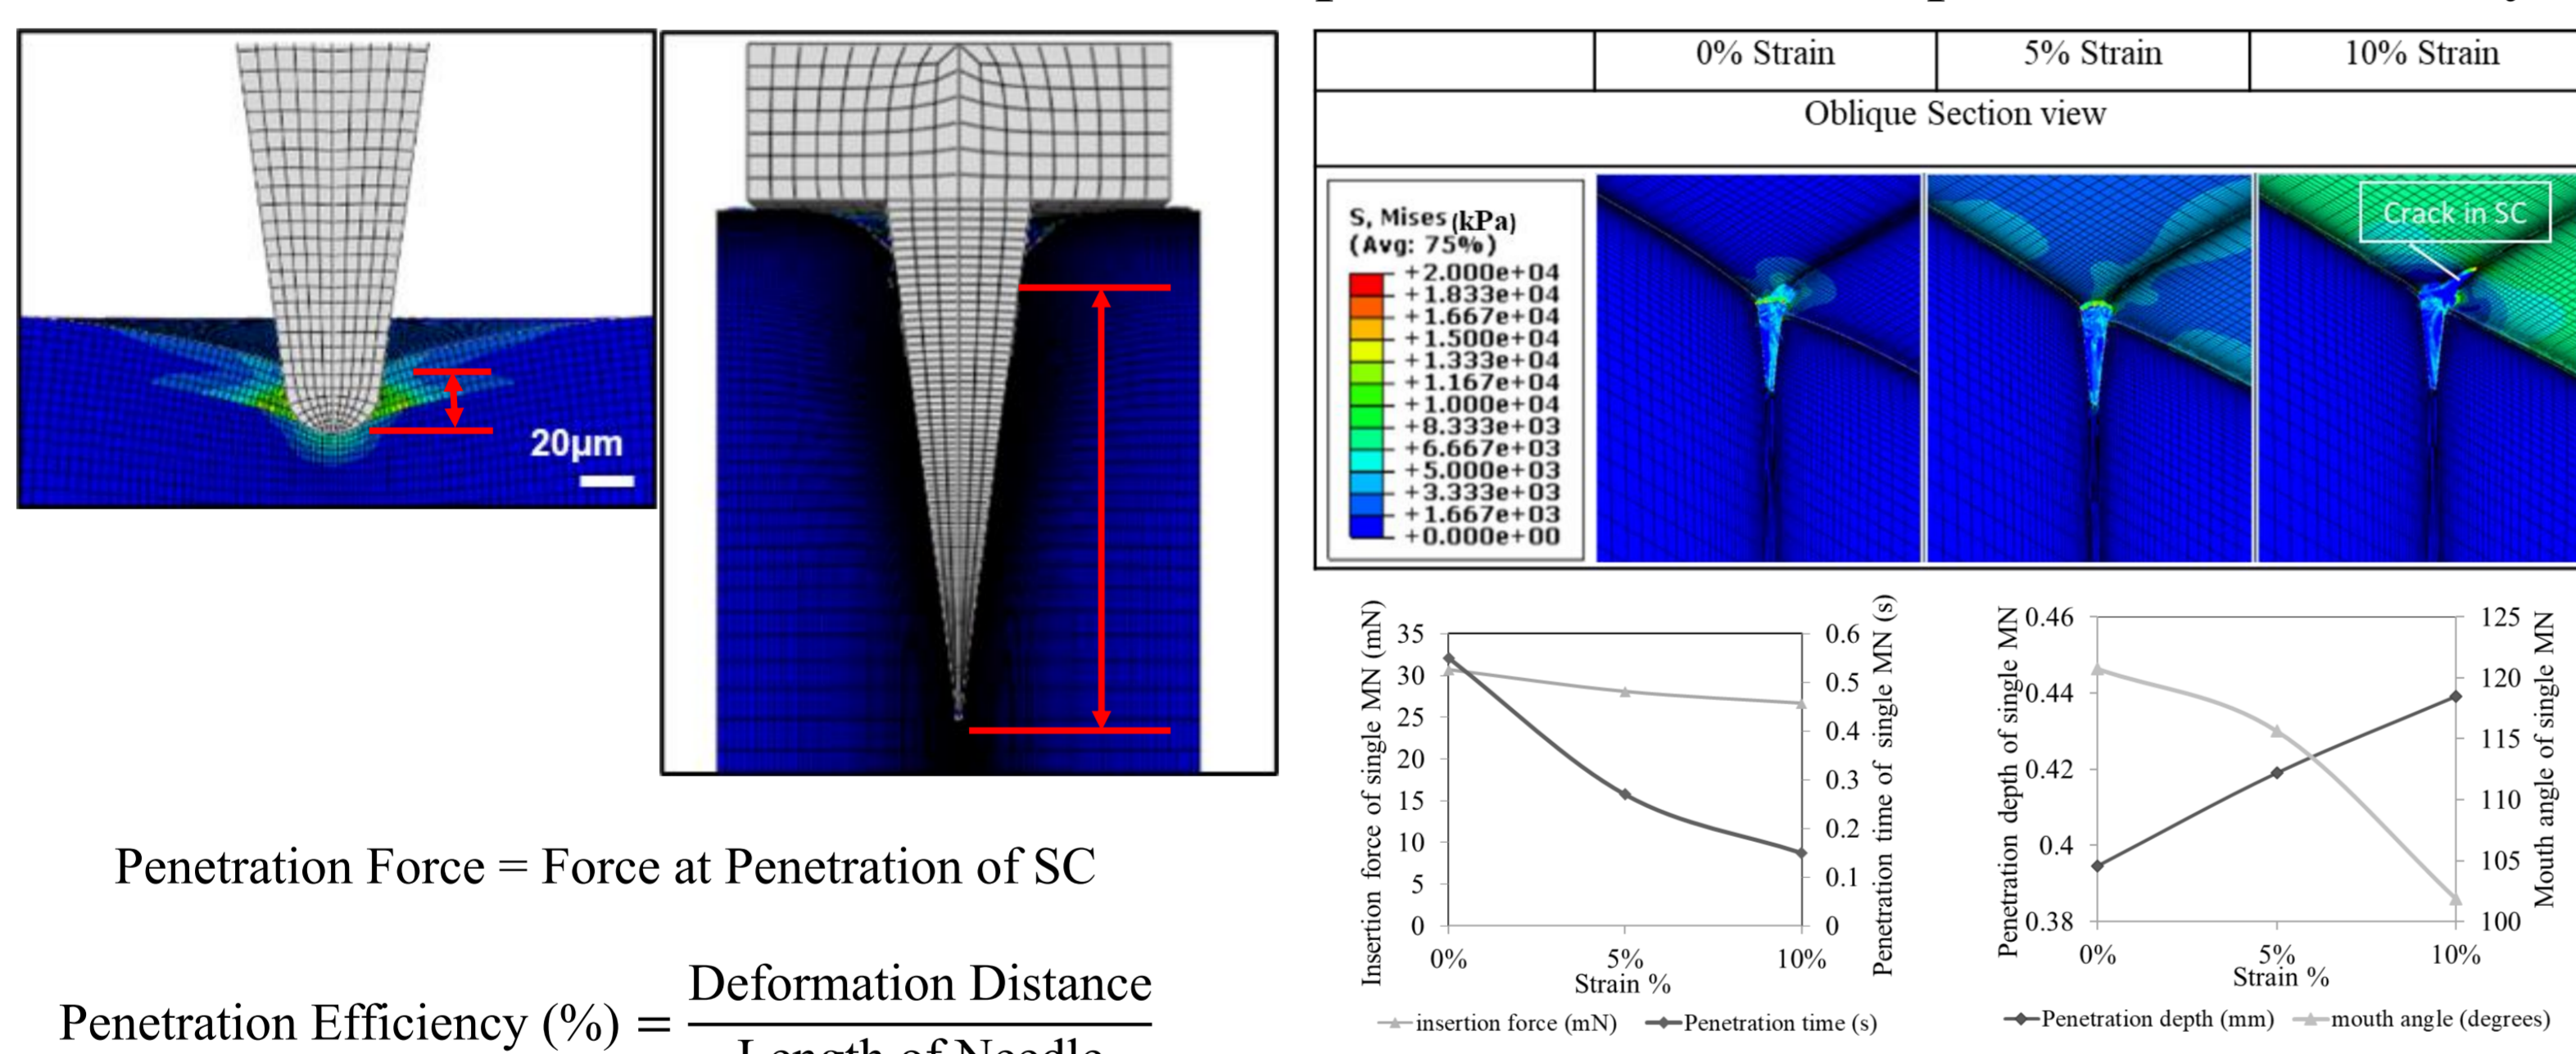 20µm
Penetration Force = Force at Penetration of SC
Penetration Efficiency (%) = Deformation Distance
Length of Needle
0% Strain
5% Strain
10% Strain
Oblique Section view
S, Mises (kPa)
(Avg: 75%)
+2.000e+04
+1.833e+04
+1.667e+04
+1.500e+04
+1.333e+04
+1.167e+04
+1.000e+04
+8.333e+03
+6.667e+03
+5.000e+03
+3.333e+03
+1.667e+03
+0.000e+00
Crack in SC
Insertion force of single MN (mN)
35
30
25
20
15
10
5
0
0.6
0.5
0.4
0.3
0.2
0.1
0
Penetration time of single MN (s)
0%
5%
10%
Strain %
insertion force (mN)
Penetration time (s)
Penetration depth of single MN
0.46
0.44
0.42
0.4
0.38
125
120
115
110
105
100
Mouth angle of single MN
0%
5%
10%
Strain %
Penetration depth (mm)
mouth angle (degrees)